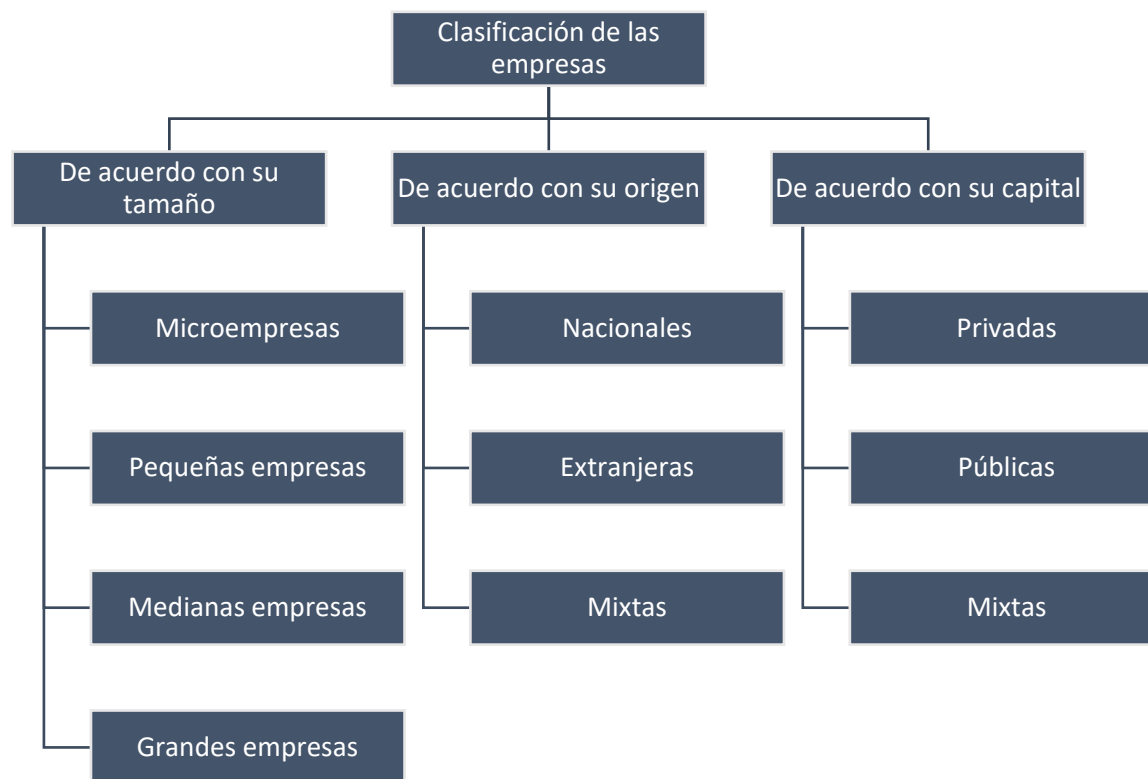 Clasificación de las
empresas
De acuerdo con su
tamaño
Microempresas
Pequeñas empresas
Medianas empresas
Grandes empresas
De acuerdo con su origen
Nacionales
Extranjeras
Mixtas
De acuerdo con su capital
Privadas
Públicas
Mixtas